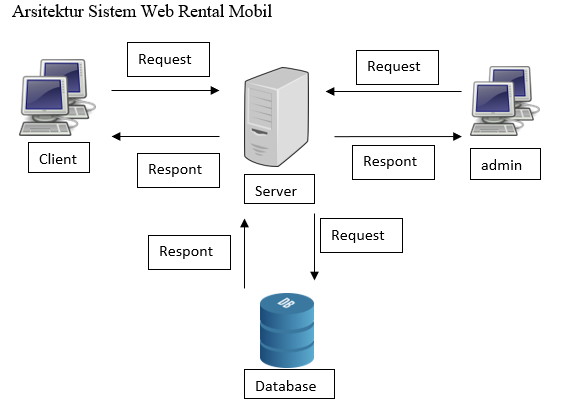 Arsitektur Sistem Web Rental Mobil
Request
Request
Client
Respont
Respont
admin
Server
Respont
Request
DB
Database